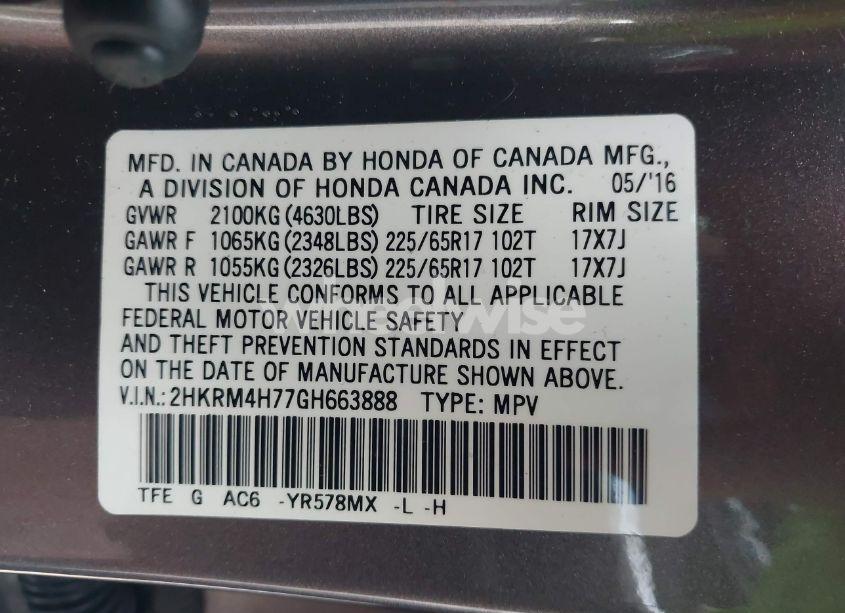 MFD. IN CANADA BY HONDA OF CANADA MFG.,
A DIVISION OF HONDA CANADA INC. 05/'16
GVWR 2100KG(4630LBS) TIRE SIZE RIM SIZE
GAWR F 1065KG(2348LBS) 225/65R17 102T 17X7J
GAWR R 1055KG(2326LBS) 225/65R17 102T 17X7J
THIS VEHICLE CONFORMS TO ALL APPLICABLE
FEDERAL MOTOR VEHICLE SAFETY
AND THEFT PREVENTION STANDARDS IN EFFECT
ON THE DATE OF MANUFACTURE SHOWN ABOVE.
V.I.N.: 2HKRM4H77GH663888 TYPE: MPV
TFE G AC6 -YR578MX -L -H